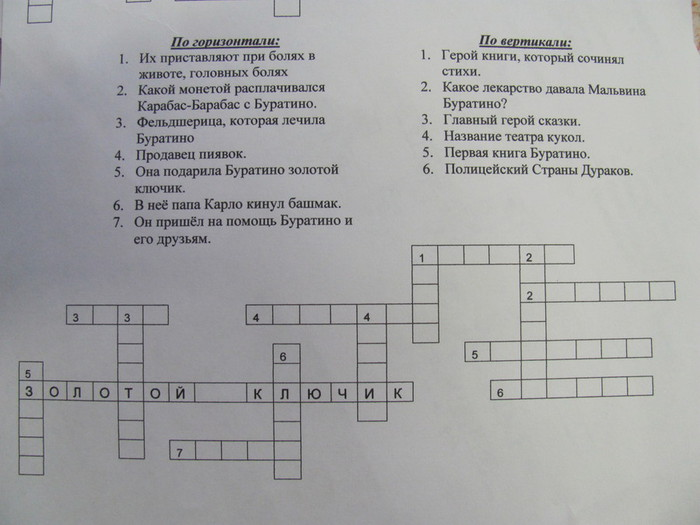 По горизонтали:
1. Их приставляют при болях в
животе, головных болях
2. Какой монетой расплачивался
Карабас-Барабас с Буратино.
3. Фельдшерица, которая лечила
Буратино
4. Продавец пиявок.
5. Она подарила Буратино золотой
ключик.
6. В неё папа Карло кинул башмак.
7. Он пришёл на помощь Буратино и
его друзьям.
По вертикали:
1. Герой книги, который сочинял
стихи.
2. Какое лекарство давала Мальвина
Буратино?
3. Главный герой сказки.
4. Название театра кукол.
5. Первая книга Буратино.
6. Полицейский Страны Дураков.
1 2
2
3 3 4 4
6 5
5
З О Л О Т О Й К Л Ю Ч И К 6
7